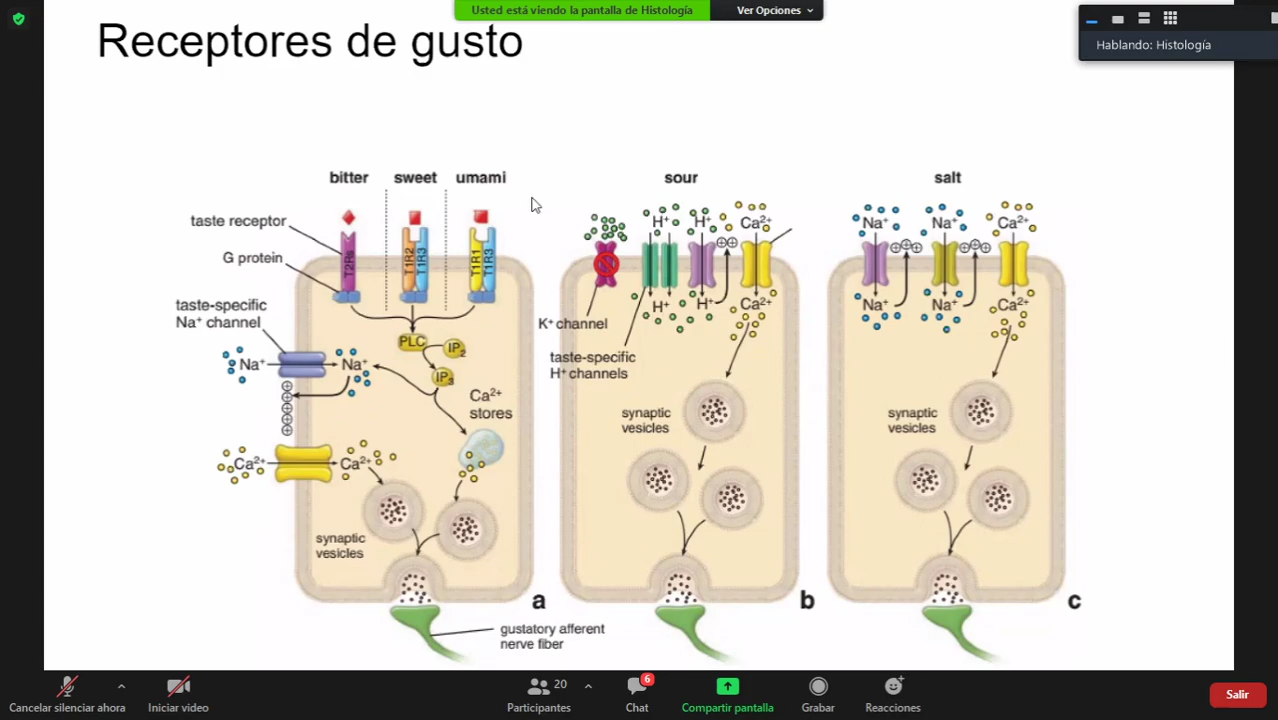 Usted está viendo la pantalla de Histología
Ver Opciones
Hablando: Histología
Receptores de gusto
bitter
sweet
umami
taste receptor
G protein
T2Rs
T1R2
T1R3
T1R1
T1R3
taste-specific
Na⁺ channel
PLC
IP₂
IP₃
Na⁺
Na⁺
Ca²⁺
stores
Ca²⁺
Ca²⁺
synaptic
vesicles
gustatory afferent
nerve fiber
a
sour
H⁺
H⁺
Ca²⁺
H⁺
H⁺
Ca²⁺
K⁺ channel
taste-specific
H⁺ channels
synaptic
vesicles
b
salt
Na⁺
Na⁺
Ca²⁺
Na⁺
Na⁺
Ca²⁺
synaptic
vesicles
c
Cancelar silenciar ahora
Iniciar video
20
Participantes
6
Chat
Compartir pantalla
Grabar
Reacciones
Salir